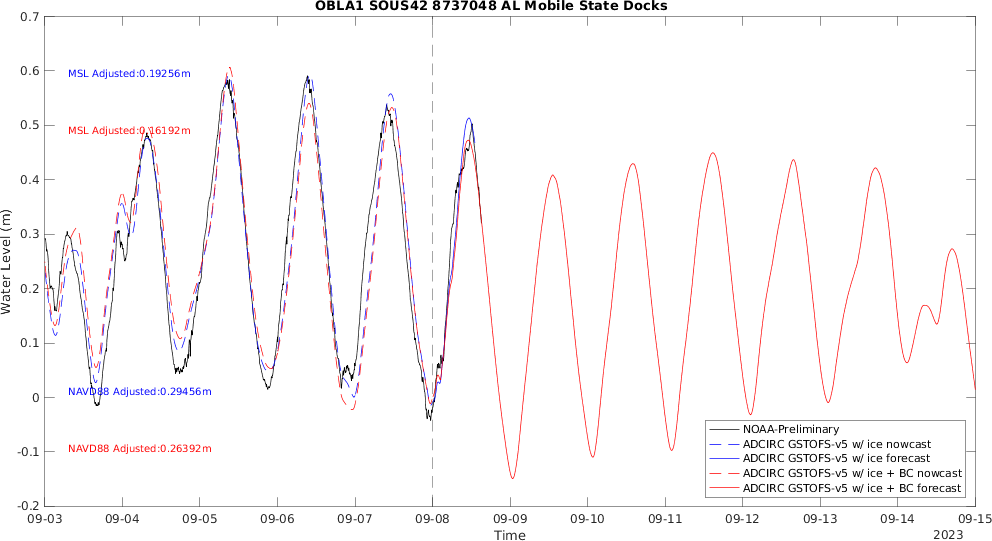 OBLA1 SOUS42 8737048 AL Mobile State Docks
0.7
0.6
0.5
0.4
0.3
0.2
0.1
0
-0.1
-0.2
Water Level (m)
MSL Adjusted:0.19256m
MSL Adjusted:0.16192m
NAVD88 Adjusted:0.29456m
NAVD88 Adjusted:0.26392m
NOAA-Preliminary
ADCIRC GSTOFS-v5 w/ ice nowcast
ADCIRC GSTOFS-v5 w/ ice forecast
ADCIRC GSTOFS-v5 w/ ice + BC nowcast
ADCIRC GSTOFS-v5 w/ ice + BC forecast
09-03 09-04 09-05 09-06 09-07 09-08 09-09 09-10 09-11 09-12 09-13 09-14 09-15
Time
2023